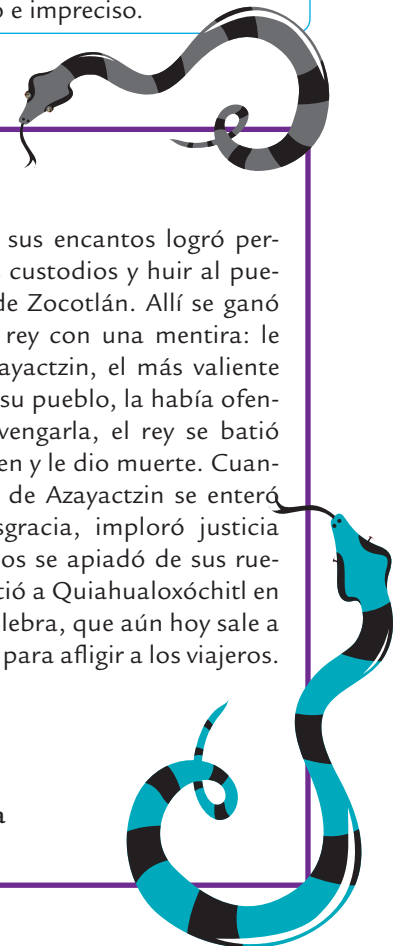 o e impreciso.
sus encantos logró per-
custodios y huir al pue-
de Zocotlán. Allí se ganó
rey con una mentira: le
ayactzin, el más valiente
su pueblo, la había ofen-
vengarla, el rey se batió
en y le dio muerte. Cuan-
de Azayactzin se enteró
sgracia, imploró justicia
os se apiadó de sus rue-
tió a Quiahualoxóchitl en
lebra, que aún hoy sale a
para afligir a los viajeros.
a